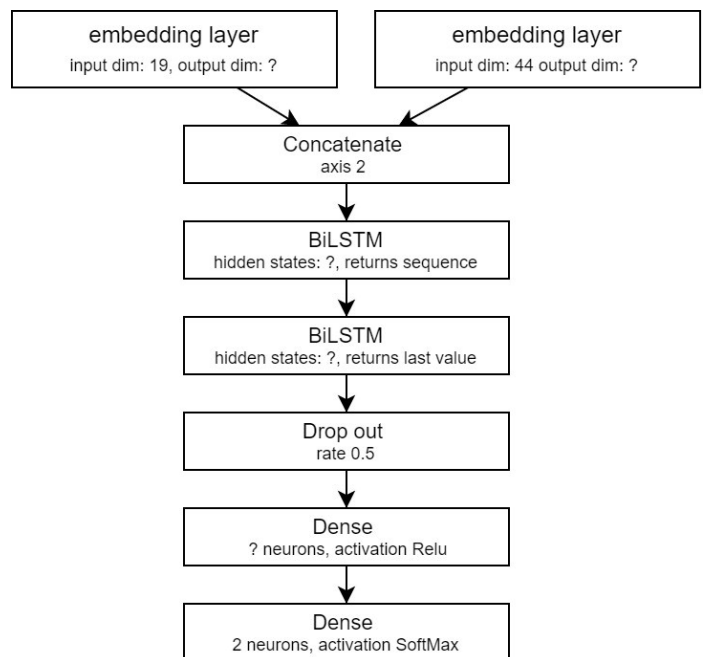 embedding layer
input dim: 19, output dim: ?
embedding layer
input dim: 44 output dim: ?
Concatenate
axis 2
BiLSTM
hidden states: ?, returns sequence
BiLSTM
hidden states: ?, returns last value
Drop out
rate 0.5
Dense
? neurons, activation Relu
Dense
2 neurons, activation SoftMax